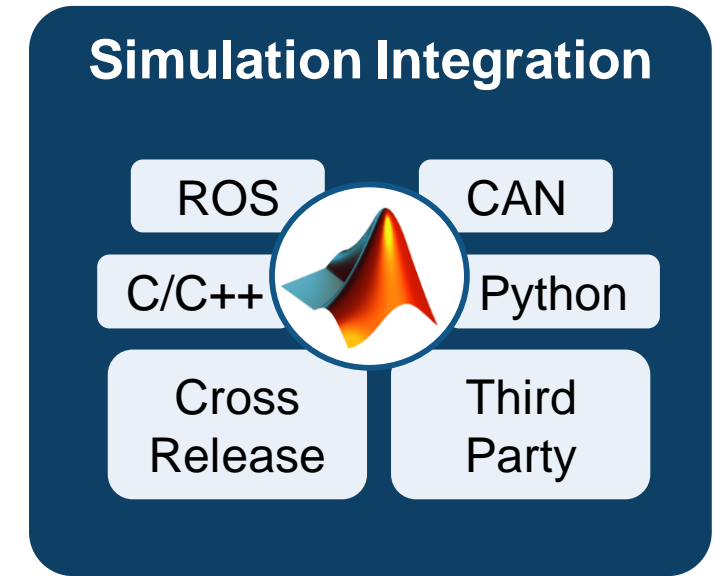 Simulation Integration
ROS
CAN
C/C++
Python
Cross
Release
Third
Party